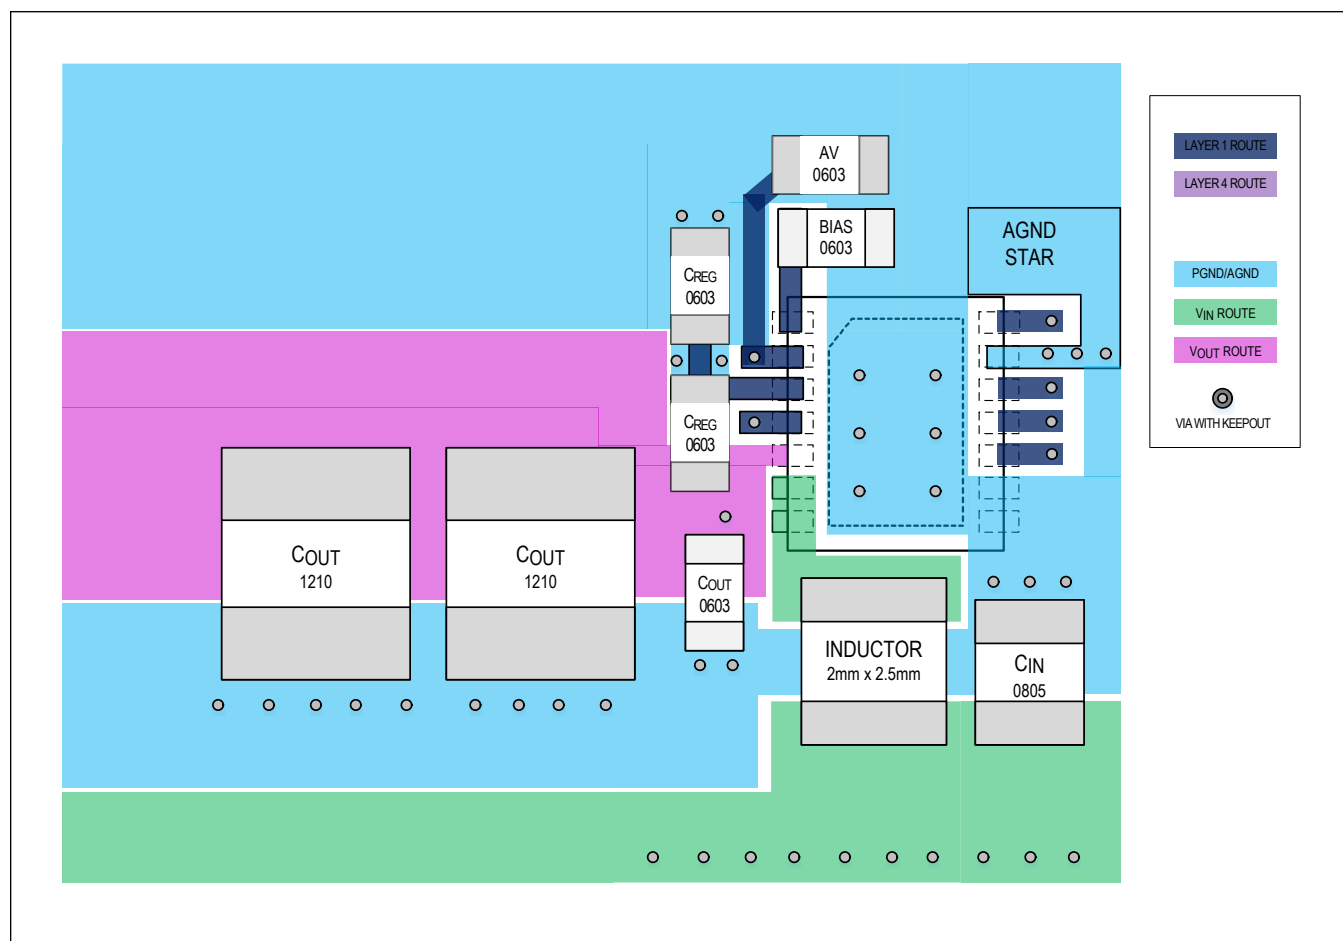 AV
0603
BIAS
0603
AGND
STAR
CREG
0603
CREG
0603
COUT
1210
COUT
1210
COUT
0603
INDUCTOR
2mm x 2.5mm
CIN
0805
LAYER 1 ROUTE
LAYER 4 ROUTE
PGND/AGND
VIN ROUTE
VOUT ROUTE
VIA WITH KEEPOUT